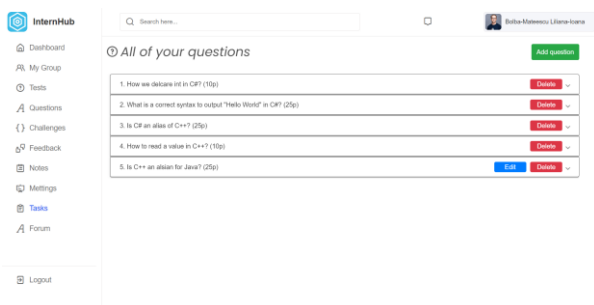 InternHub
Search here...
Balba-Mateescu Liliana-Ioana
Dashboard
My Group
Tests
Questions
Challenges
Feedback
Notes
Mettings
Tasks
Forum
Logout
All of your questions
Add question
1. How we delcare int in C#? (10p)
Delete
2. What is a correct syntax to output "Hello World" in C#? (25p)
Delete
3. Is C# an alias of C++? (25p)
Delete
4. How to read a value in C++? (10p)
Delete
5. Is C++ an aleian for Java? (25p)
Edit
Delete